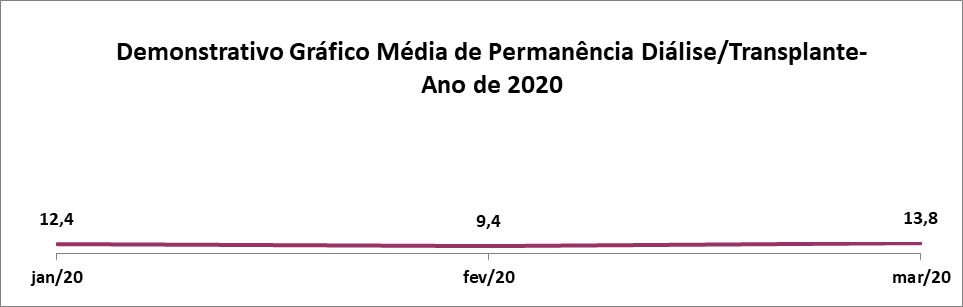 Demonstrativo Gráfico Média de Permanência Diálise/Transplante-
Ano de 2020
12,4
9,4
13,8
jan/20
fev/20
mar/20